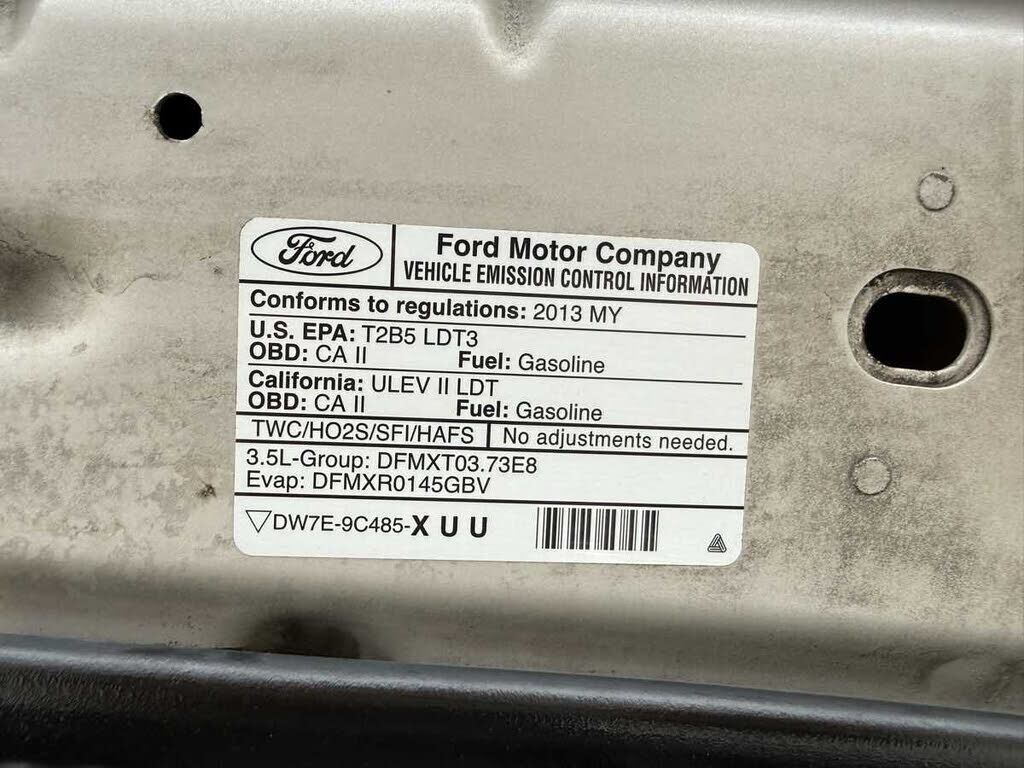 Ford
Ford Motor Company
VEHICLE EMISSION CONTROL INFORMATION
Conforms to regulations: 2013 MY
U.S. EPA: T2B5 LDT3
OBD: CA II Fuel: Gasoline
California: ULEV II LDT
OBD: CA II Fuel: Gasoline
TWC/HO2S/SFI/HAFS No adjustments needed.
3.5L-Group: DFMXT03.73E8
Evap: DFMXR0145GBV
▽DW7E-9C485-X U U